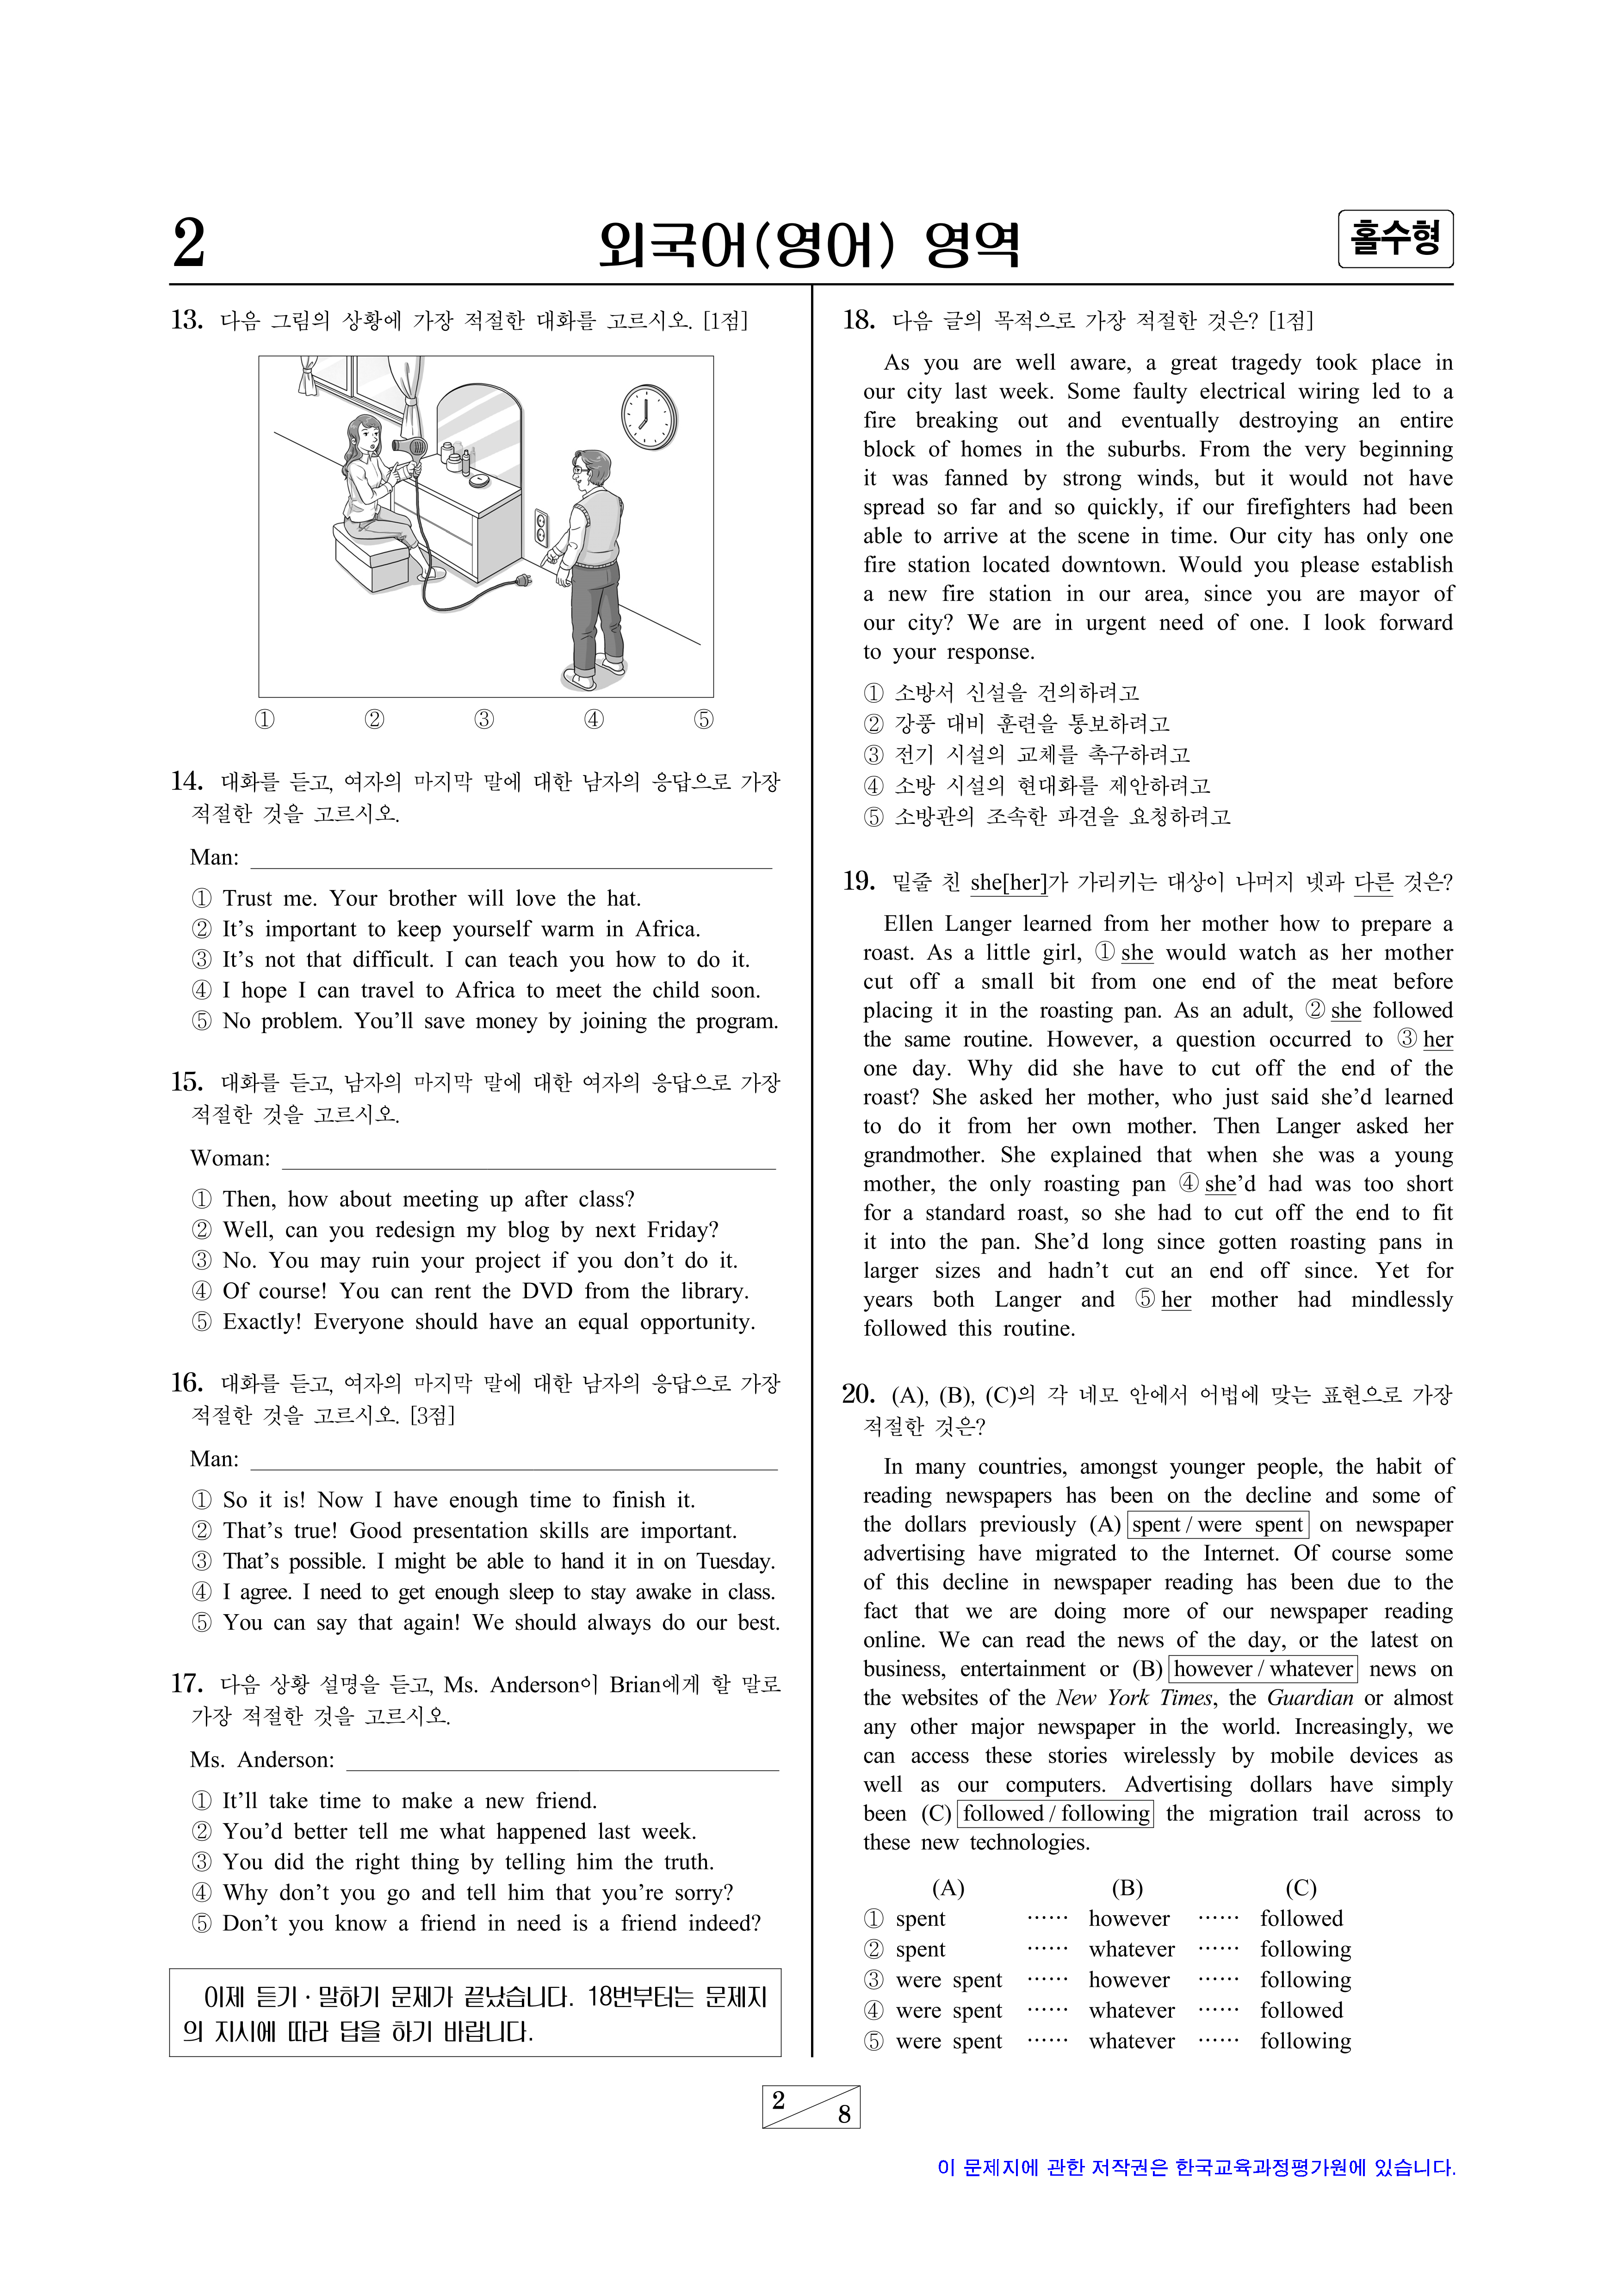 2
외국어(영어) 영역
홀수형
13. 다음 그림의 상황에 가장 적절한 대화를 고르시오. [1점]
① ② ③ ④ ⑤
14. 대화를 듣고, 여자의 마지막 말에 대한 남자의 응답으로 가장
적절한 것을 고르시오.
Man:
① Trust me. Your brother will love the hat.
② It's important to keep yourself warm in Africa.
③ It's not that difficult. I can teach you how to do it.
④ I hope I can travel to Africa to meet the child soon.
⑤ No problem. You'll save money by joining the program.
15. 대화를 듣고, 남자의 마지막 말에 대한 여자의 응답으로 가장
적절한 것을 고르시오.
Woman:
① Then, how about meeting up after class?
② Well, can you redesign my blog by next Friday?
③ No. You may ruin your project if you don't do it.
④ Of course! You can rent the DVD from the library.
⑤ Exactly! Everyone should have an equal opportunity.
16. 대화를 듣고, 여자의 마지막 말에 대한 남자의 응답으로 가장
적절한 것을 고르시오. [3점]
Man:
① So it is! Now I have enough time to finish it.
② That's true! Good presentation skills are important.
③ That's possible. I might be able to hand it in on Tuesday.
④ I agree. I need to get enough sleep to stay awake in class.
⑤ You can say that again! We should always do our best.
17. 다음 상황 설명을 듣고, Ms. Anderson이 Brian에게 할 말로
가장 적절한 것을 고르시오.
Ms. Anderson:
① It'll take time to make a new friend.
② You'd better tell me what happened last week.
③ You did the right thing by telling him the truth.
④ Why don't you go and tell him that you're sorry?
⑤ Don't you know a friend in need is a friend indeed?
이제 듣기·말하기 문제가 끝났습니다. 18번부터는 문제지
의 지시에 따라 답을 하기 바랍니다.
18. 다음 글의 목적으로 가장 적절한 것은? [1점]
As you are well aware, a great tragedy took place in
our city last week. Some faulty electrical wiring led to a
fire breaking out and eventually destroying an entire
block of homes in the suburbs. From the very beginning
it was fanned by strong winds, but it would not have
spread so far and so quickly, if our firefighters had been
able to arrive at the scene in time. Our city has only one
fire station located downtown. Would you please establish
a new fire station in our area, since you are mayor of
our city? We are in urgent need of one. I look forward
to your response.
① 소방서 신설을 건의하려고
② 강풍 대비 훈련을 통보하려고
③ 전기 시설의 교체를 촉구하려고
④ 소방 시설의 현대화를 제안하려고
⑤ 소방관의 조속한 파견을 요청하려고
19. 밑줄 친 she[her]가 가리키는 대상이 나머지 넷과 다른 것은?
Ellen Langer learned from her mother how to prepare a
roast. As a little girl, ① she would watch as her mother
cut off a small bit from one end of the meat before
placing it in the roasting pan. As an adult, ② she followed
the same routine. However, a question occurred to ③ her
one day. Why did she have to cut off the end of the
roast? She asked her mother, who just said she'd learned
to do it from her own mother. Then Langer asked her
grandmother. She explained that when she was a young
mother, the only roasting pan ④ she'd had was too short
for a standard roast, so she had to cut off the end to fit
it into the pan. She'd long since gotten roasting pans in
larger sizes and hadn't cut an end off since. Yet for
years both Langer and ⑤ her mother had mindlessly
followed this routine.
20. (A), (B), (C)의 각 네모 안에서 어법에 맞는 표현으로 가장
적절한 것은?
In many countries, amongst younger people, the habit of
reading newspapers has been on the decline and some of
the dollars previously (A) spent / were spent on newspaper
advertising have migrated to the Internet. Of course some
of this decline in newspaper reading has been due to the
fact that we are doing more of our newspaper reading
online. We can read the news of the day, or the latest on
business, entertainment or (B) however / whatever news on
the websites of the New York Times, the Guardian or almost
any other major newspaper in the world. Increasingly, we
can access these stories wirelessly by mobile devices as
well as our computers. Advertising dollars have simply
been (C) followed / following the migration trail across to
these new technologies.
(A) (B) (C)
① spent …… however …… followed
② spent …… whatever …… following
③ were spent …… however …… following
④ were spent …… whatever …… followed
⑤ were spent …… whatever …… following
2
8
이 문제지에 관한 저작권은 한국교육과정평가원에 있습니다.